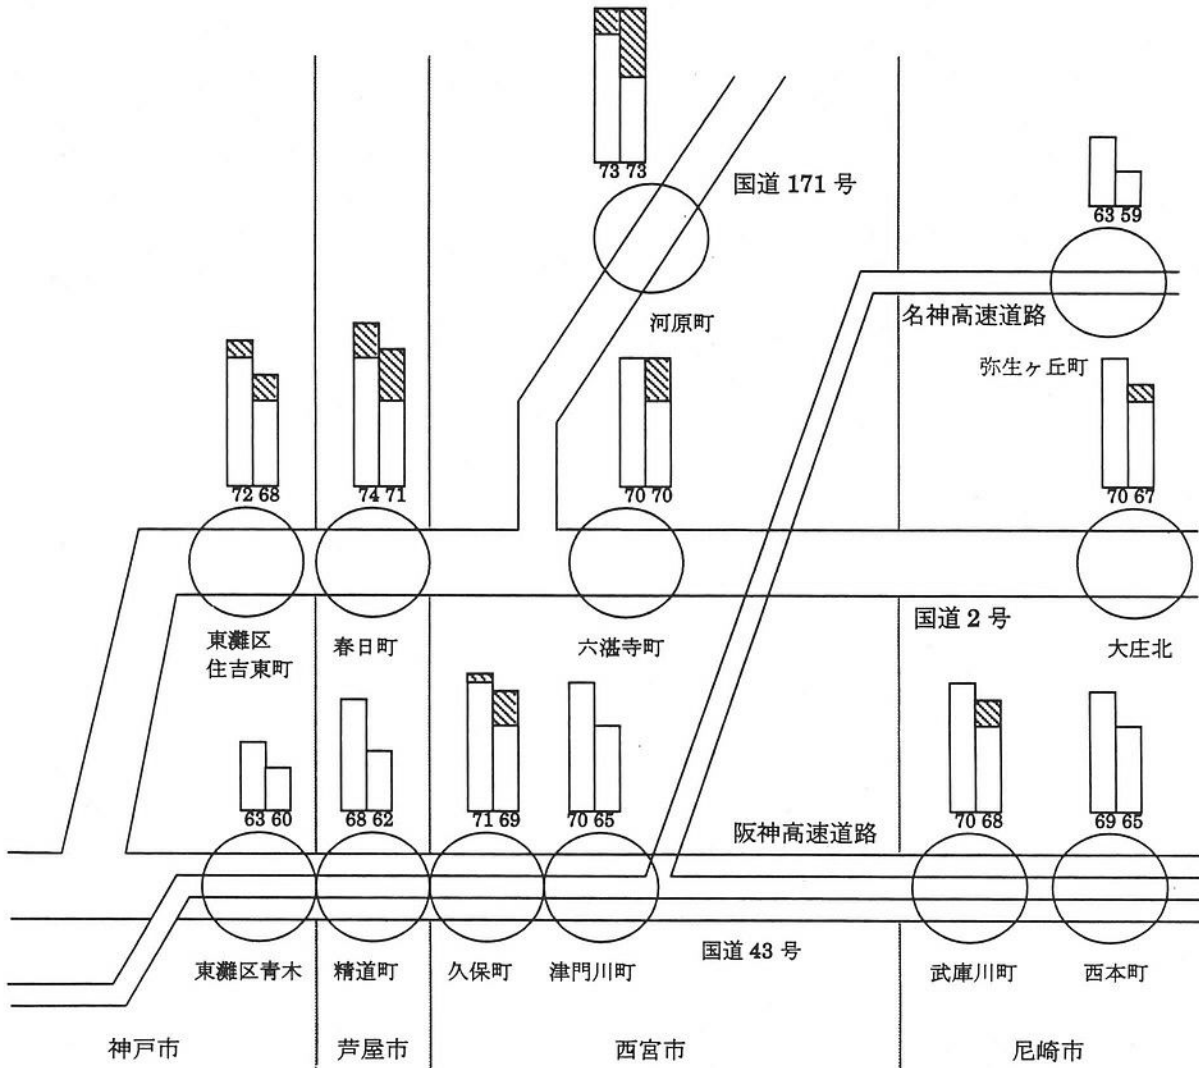 73 73
国道 171 号
63 59
河原町
名神高速道路
弥生ヶ丘町
72 68
74 71
70 70
70 67
東灘区
住吉東町
春日町
六湛寺町
国道 2 号
大庄北
63 60
68 62
71 69
70 65
阪神高速道路
70 68
69 65
東灘区青木
精道町
久保町
津門川町
国道 43 号
武庫川町
西本町
神戸市
芦屋市
西宮市
尼崎市